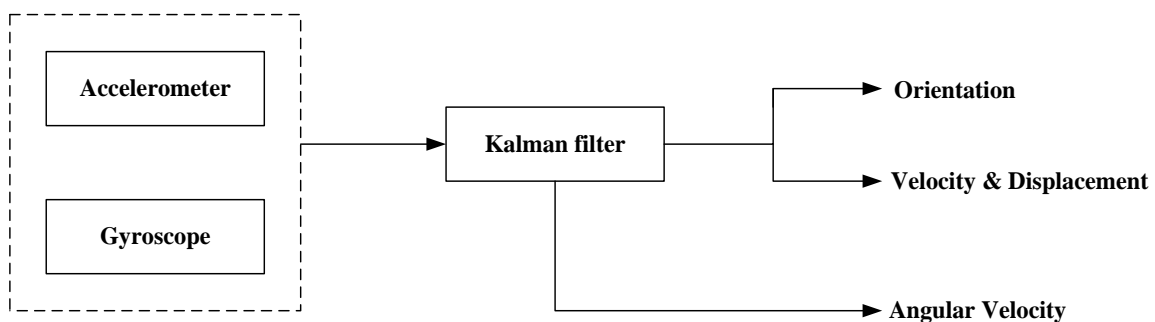 Accelerometer
Gyroscope
Kalman filter
Orientation
Velocity & Displacement
Angular Velocity